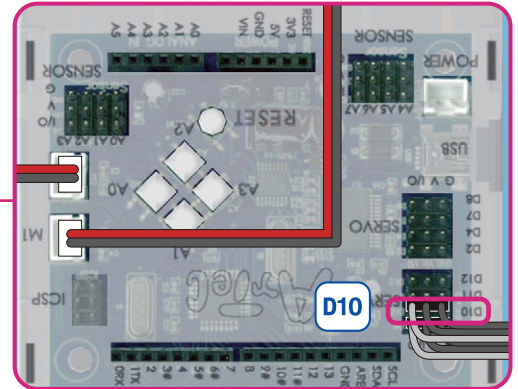 A5 A4 A3 A2 A1 A0
ANALOG IN
VIN GND 5V 3V3 RESET
POWER
SENSOR
G V I/O
A3 A2 A1 A0
SENSOR
A7 A6 A5 A4
POWER
RESET
A2
A0
A3
A1
USB
G V I/O
SERVO
D8
D7
D4
D2
M1
ICSP
D12
D11
D10
D10
0RX 1TX 2 3# 4 5# 6# 7 8 9# 10# 11# 12 13 GND ARE SDA SCL